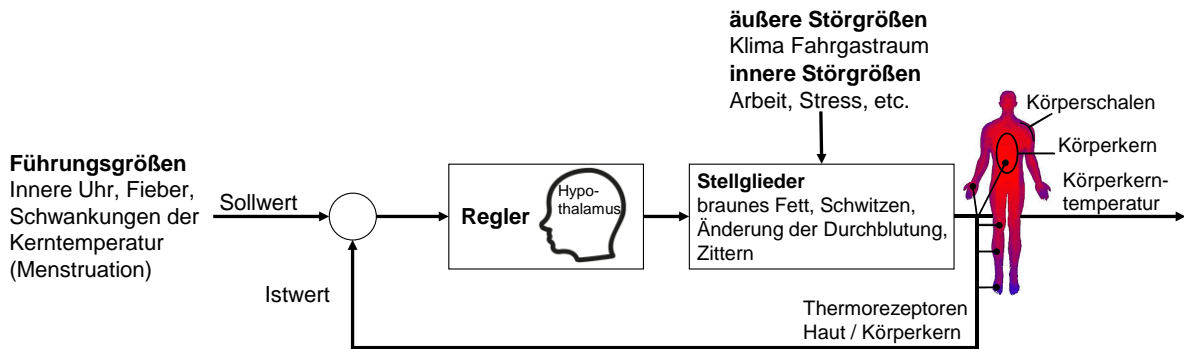 äußere Störgrößen
Klima Fahrgastraum
innere Störgrößen
Arbeit, Stress, etc.
Körperschalen
Körperkern
Körperkern-
temperatur
Führungsgrößen
Innere Uhr, Fieber,
Schwankungen der
Kerntemperatur
(Menstruation)
Sollwert
Regler
Hypo-
thalamus
Stellglieder
braunes Fett, Schwitzen,
Änderung der Durchblutung,
Zittern
Istwert
Thermorezeptoren
Haut / Körperkern